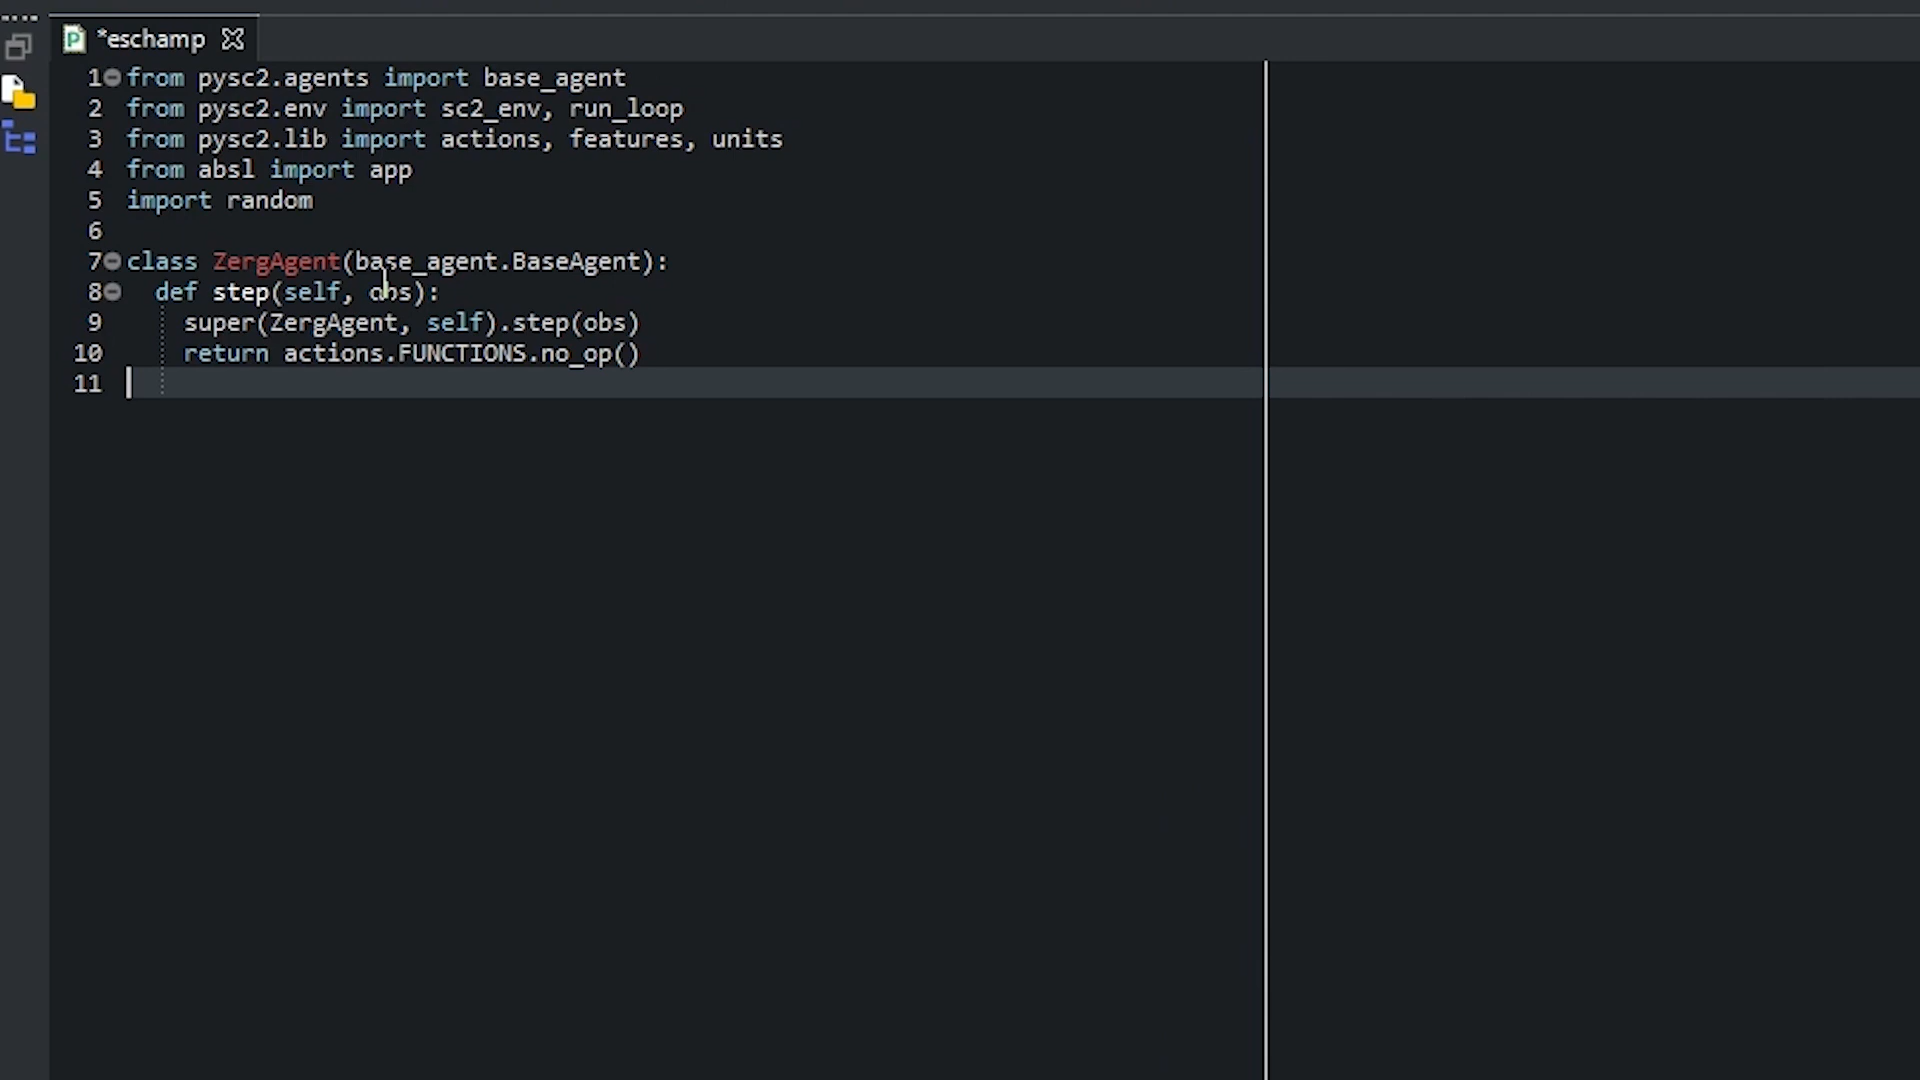 *eschamp
1 from pysc2.agents import base_agent
2 from pysc2.env import sc2_env, run_loop
3 from pysc2.lib import actions, features, units
4 from absl import app
5 import random
6
7 class ZergAgent(base_agent.BaseAgent):
8   def step(self, obs):
9     super(ZergAgent, self).step(obs)
10     return actions.FUNCTIONS.no_op()
11